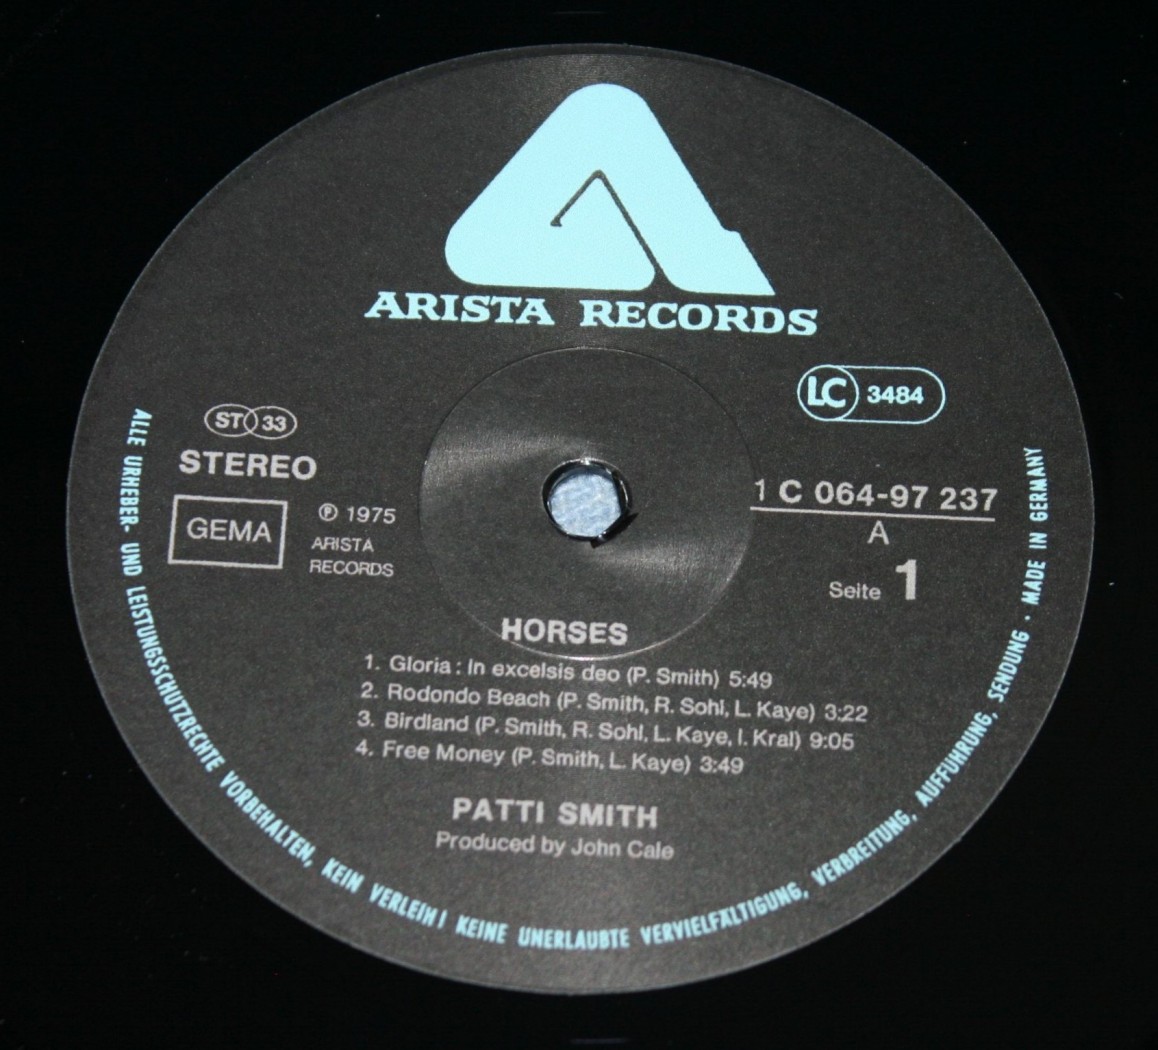 ARISTA RECORDS
LC 3484
ST 33
STEREO
GEMA
℗ 1975
ARISTA
RECORDS
1 C 064-97 237
A
Seite 1
HORSES
1. Gloria: In excelsis deo (P. Smith) 5:49
2. Rodondo Beach (P. Smith, R. Sohl, L. Kaye) 3:22
3. Birdland (P. Smith, R. Sohl, L. Kaye, I. Kral) 9:05
4. Free Money (P. Smith, L. Kaye) 3:49
PATTI SMITH
Produced by John Cale
ALLE URHEBER- UND LEISTUNGSSCHUTZRECHTE VORBEHALTEN, KEIN VERLEIH! KEINE UNERLAUBTE VERVIELFÄLTIGUNG, VERBREITUNG, AUFFÜHRUNG, SENDUNG · MADE IN GERMANY